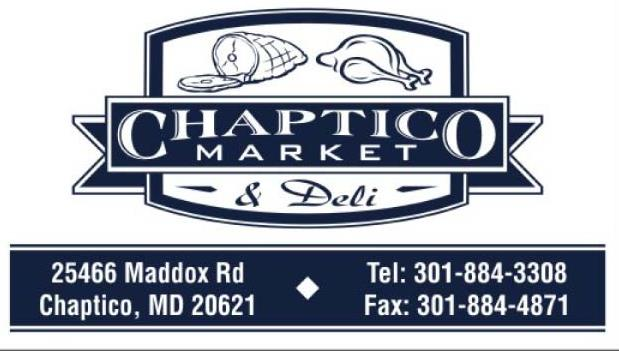 CHAPTICO
MARKET
& Deli
25466 Maddox Rd
Chaptico, MD 20621
Tel: 301-884-3308
Fax: 301-884-4871